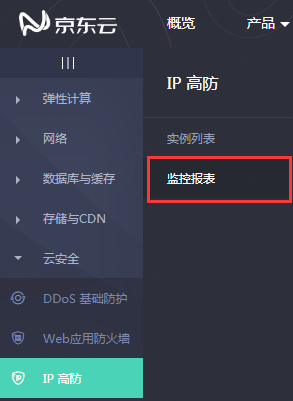 京东云 概览 产品
IP 高防
弹性计算
实例列表
网络
监控报表
数据库与缓存
存储与CDN
云安全
DDoS 基础防护
Web应用防火墙
IP 高防